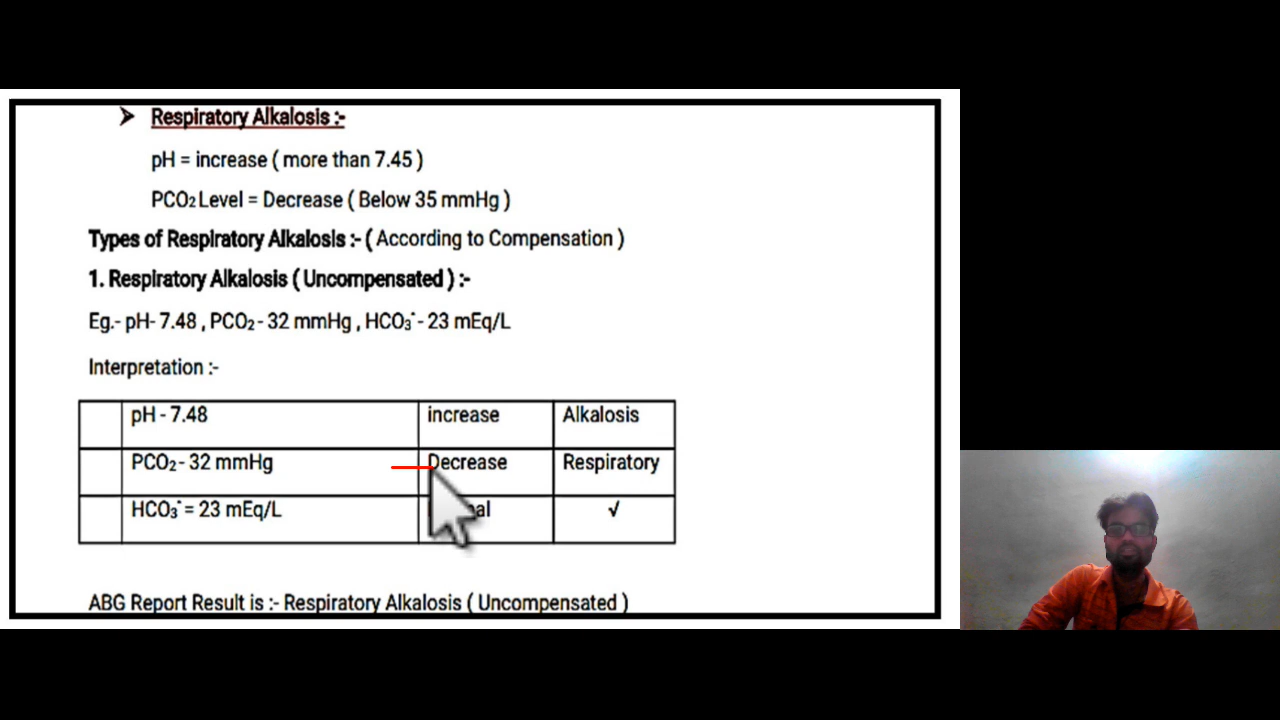 ➤ Respiratory Alkalosis :-
pH = increase ( more than 7.45 )
PCO₂ Level = Decrease ( Below 35 mmHg )
Types of Respiratory Alkalosis :- ( According to Compensation )
1. Respiratory Alkalosis ( Uncompensated ) :-
Eg.- pH- 7.48 , PCO₂ - 32 mmHg , HCO₃⁻ - 23 mEq/L
Interpretation :-
pH - 7.48 increase Alkalosis
PCO₂ - 32 mmHg Decrease Respiratory
HCO₃⁻ = 23 mEq/L √
ABG Report Result is :- Respiratory Alkalosis ( Uncompensated )